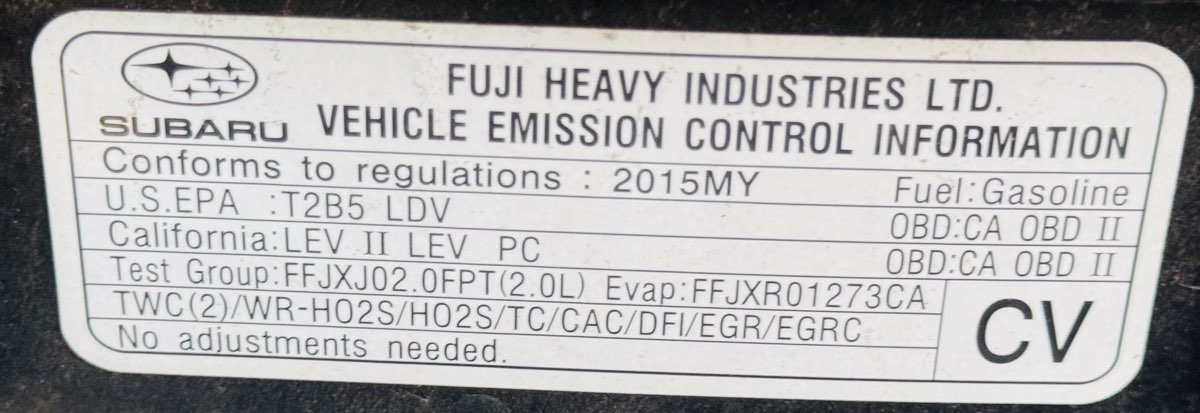 FUJI HEAVY INDUSTRIES LTD.
SUBARU VEHICLE EMISSION CONTROL INFORMATION
Conforms to regulations : 2015MY Fuel:Gasoline
U.S.EPA :T2B5 LDV OBD:CA OBD II
California:LEV II LEV PC OBD:CA OBD II
Test Group:FFJXJ02.0FPT(2.0L) Evap:FFJXR01273CA
TWC(2)/WR-HO2S/HO2S/TC/CAC/DFI/EGR/EGRC
No adjustments needed.
CV